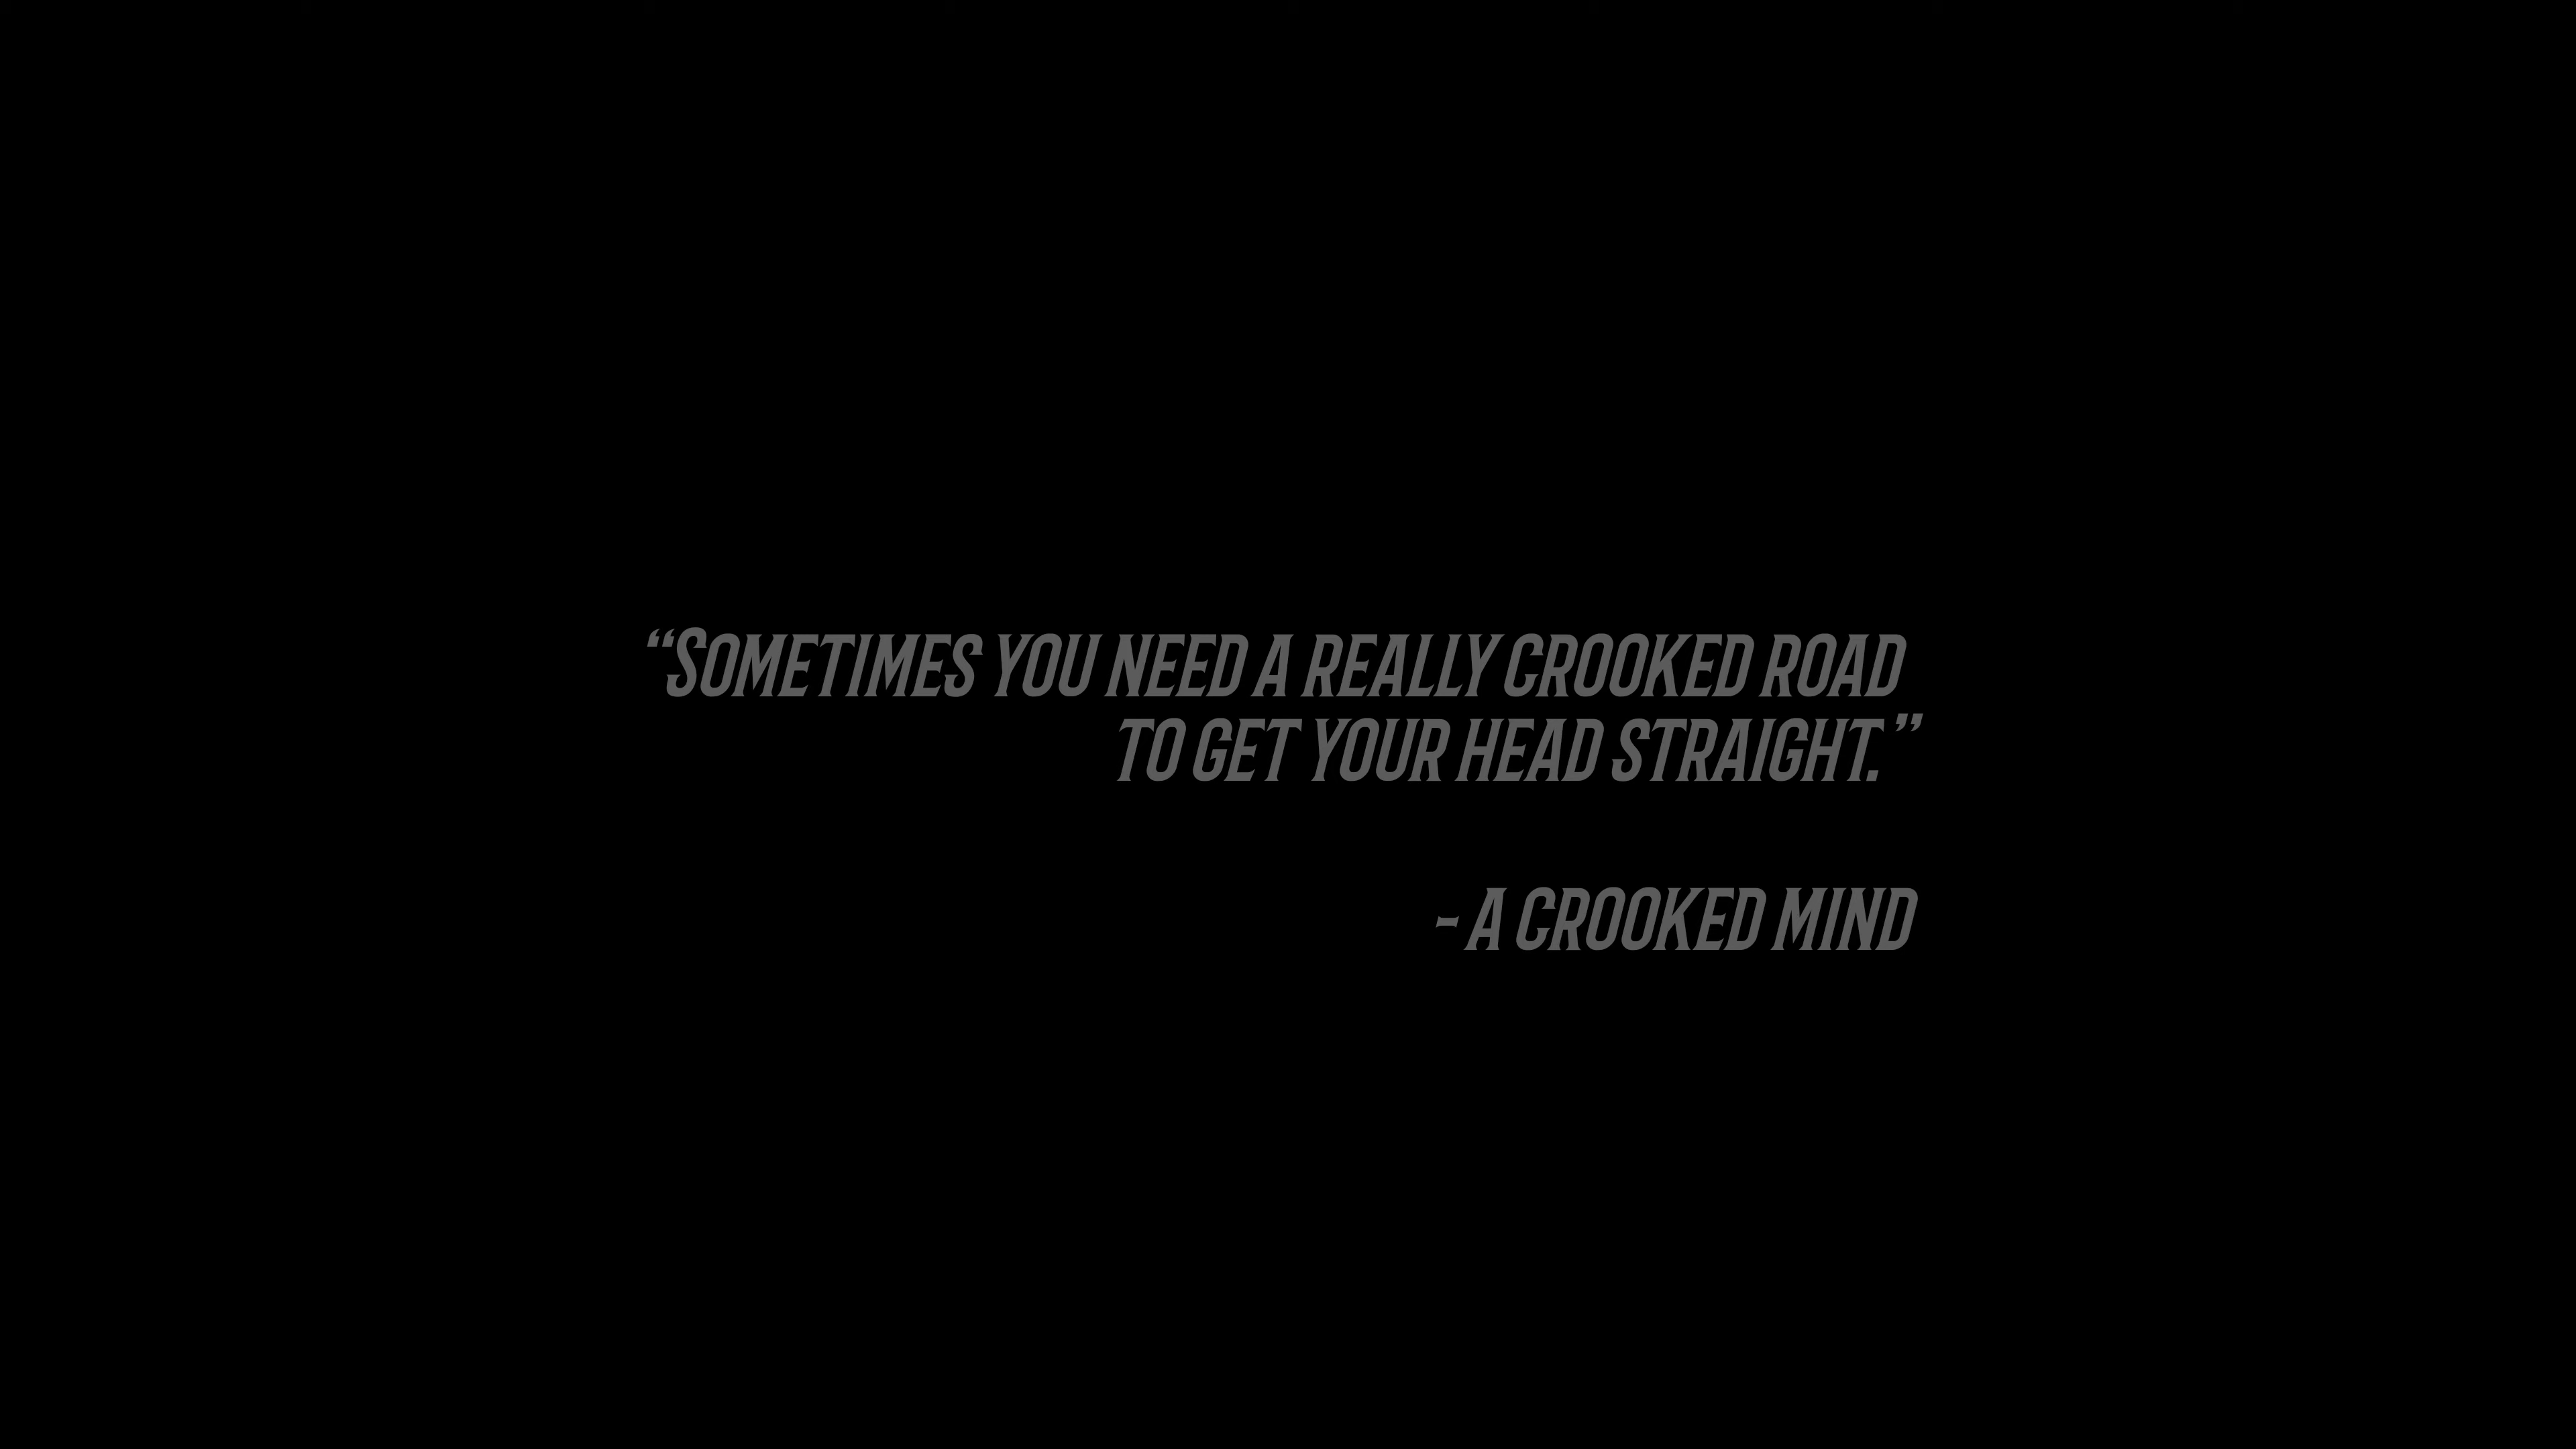 “Sometimes you need a really crooked road
to get your head straight.”
- a crooked mind